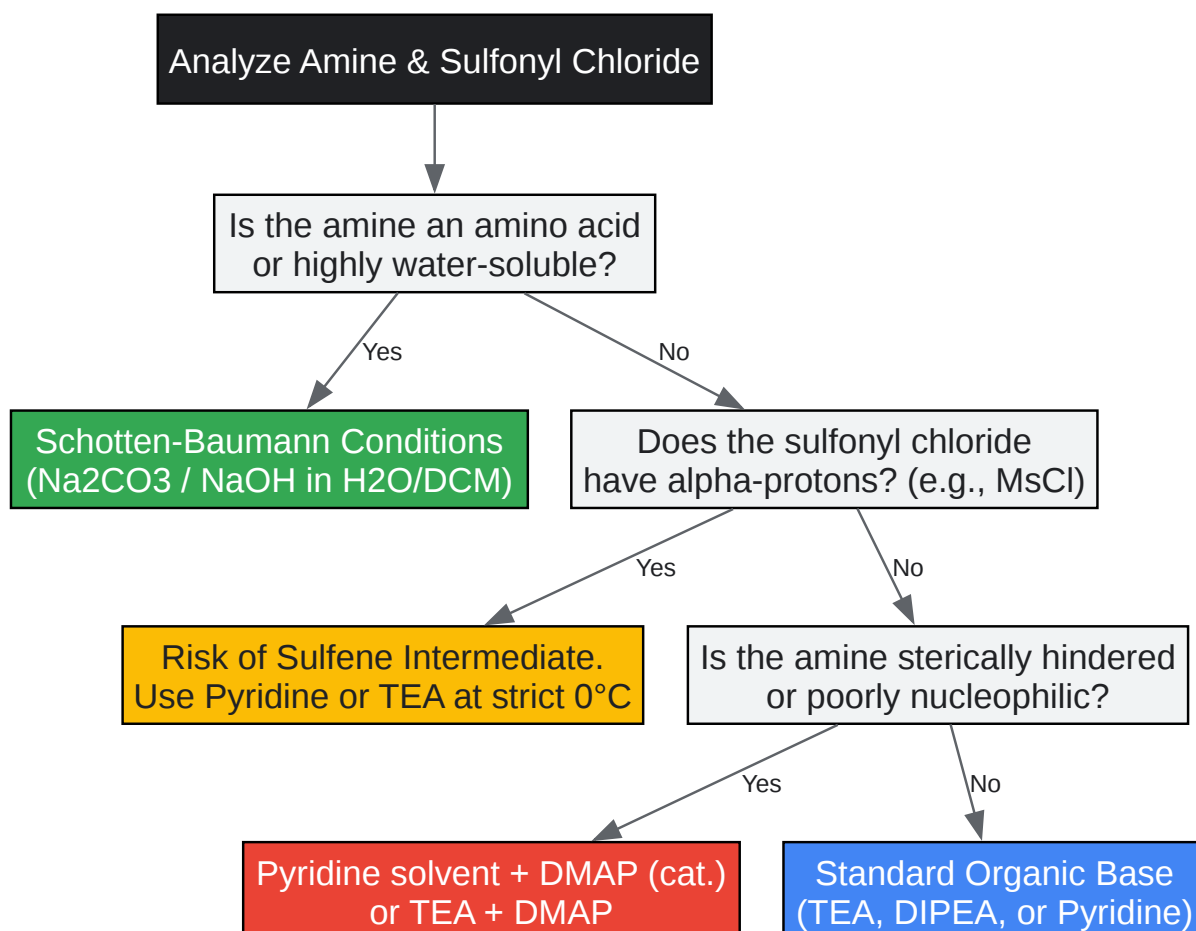 Analyze Amine & Sulfonyl Chloride
Is the amine an amino acid
or highly water-soluble?
Yes
No
Schotten-Baumann Conditions
(Na2CO3 / NaOH in H2O/DCM)
Does the sulfonyl chloride
have alpha-protons? (e.g., MsCl)
Yes
No
Risk of Sulfene Intermediate.
Use Pyridine or TEA at strict 0°C
Is the amine sterically hindered
or poorly nucleophilic?
Yes
No
Pyridine solvent + DMAP (cat.)
or TEA + DMAP
Standard Organic Base
(TEA, DIPEA, or Pyridine)